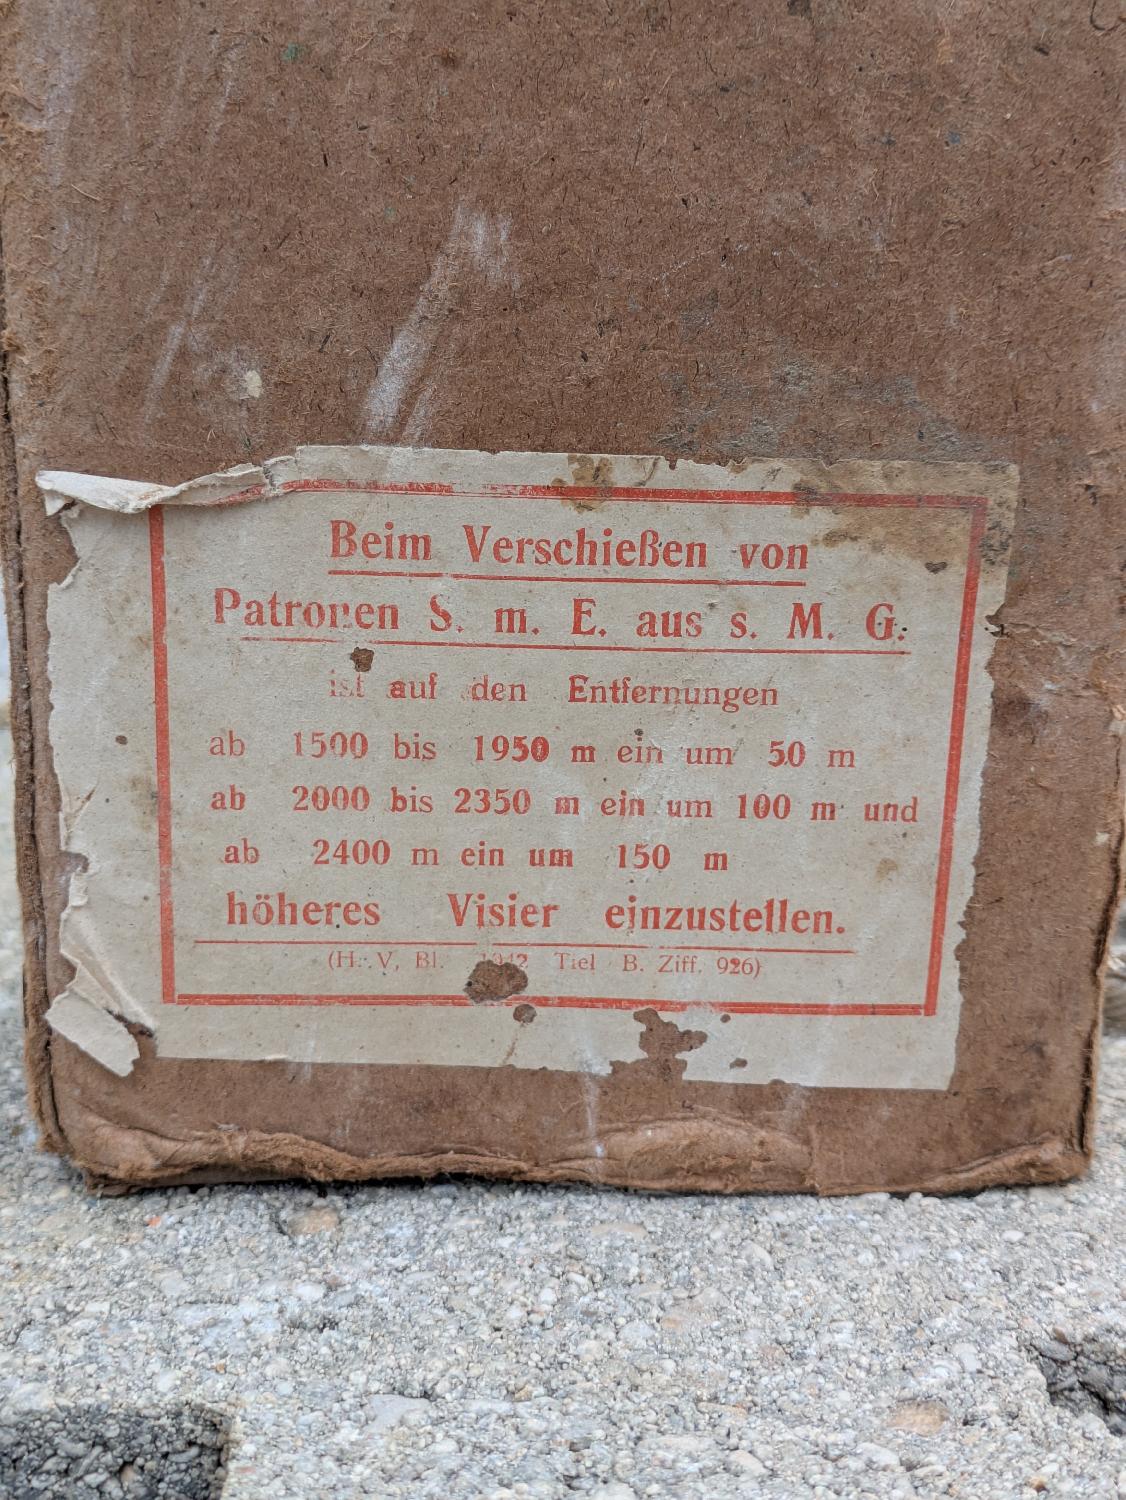 Beim Verschießen von
Patronen S. m. E. aus s. M. G.
ist auf den Entfernungen
ab 1500 bis 1950 m ein um 50 m
ab 2000 bis 2350 m ein um 100 m und
ab 2400 m ein um 150 m
höheres Visier einzustellen.
(H. V, Bl. 1942 Tiel B. Ziff. 926)